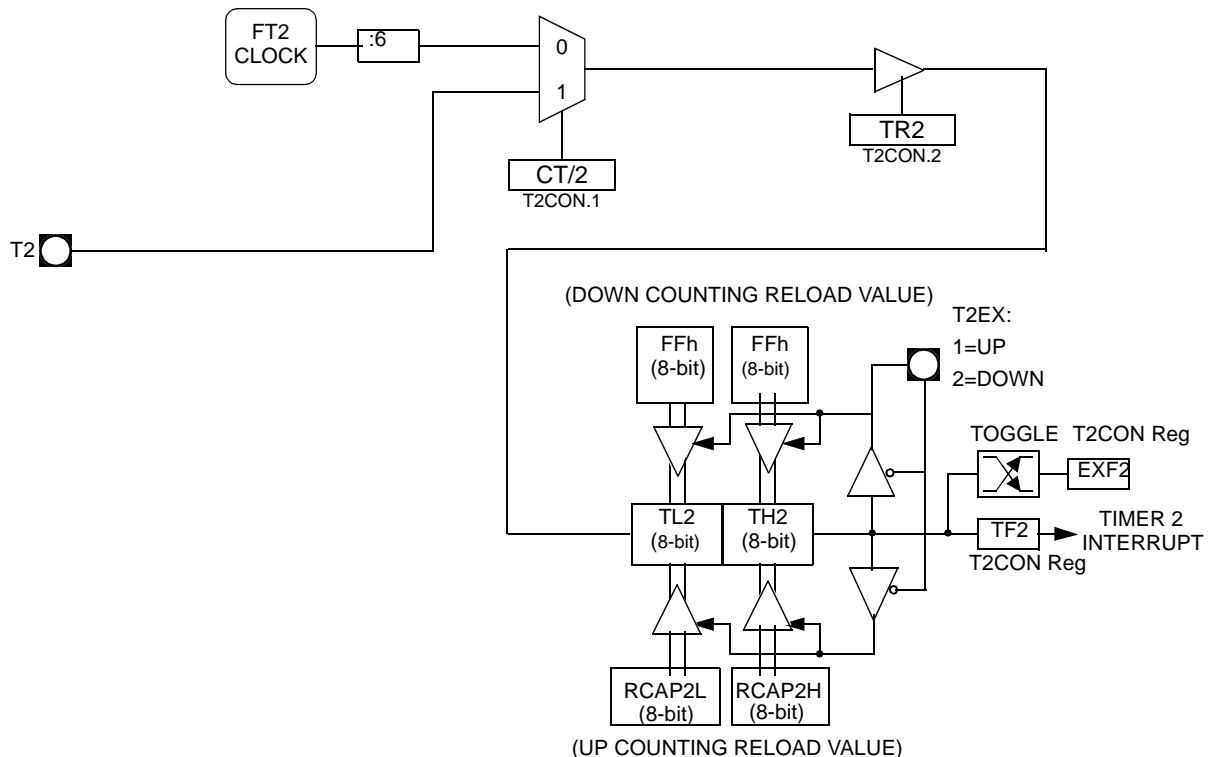 FT2
CLOCK
:6
0
1
TR2
T2CON.2
CT/2
T2CON.1
T2
(DOWN COUNTING RELOAD VALUE)
T2EX:
1=UP
2=DOWN
FFh
(8-bit)
FFh
(8-bit)
TOGGLE T2CON Reg
EXF2
TL2
(8-bit)
TH2
(8-bit)
TF2
TIMER 2
INTERRUPT
T2CON Reg
RCAP2L
(8-bit)
RCAP2H
(8-bit)
(UP COUNTING RELOAD VALUE)